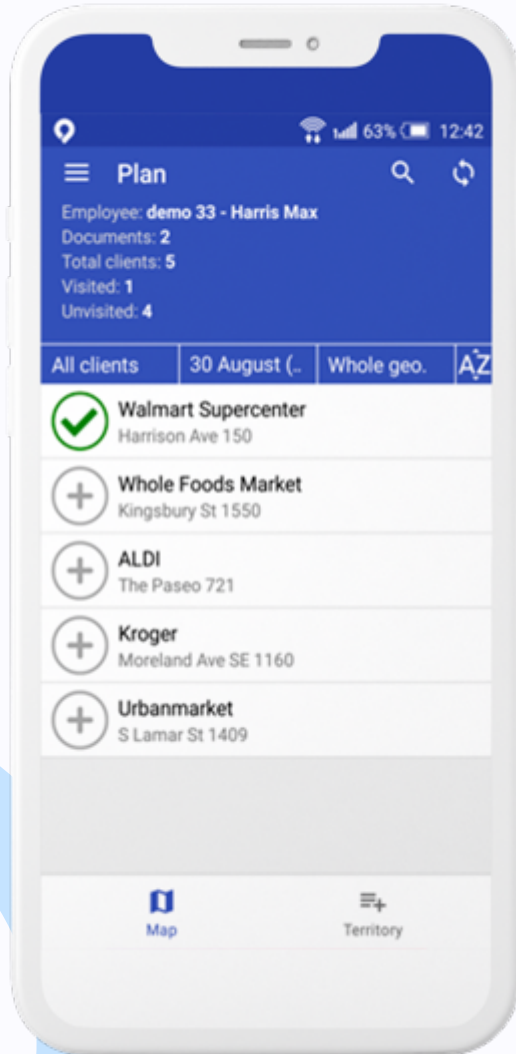 63% 12:42
Plan
Employee: demo 33 - Harris Max
Documents: 2
Total clients: 5
Visited: 1
Unvisited: 4
All clients 30 August (.. Whole geo. AZ
Walmart Supercenter
Harrison Ave 150
Whole Foods Market
Kingsbury St 1550
ALDI
The Paseo 721
Kroger
Moreland Ave SE 1160
Urbanmarket
S Lamar St 1409
Map Territory